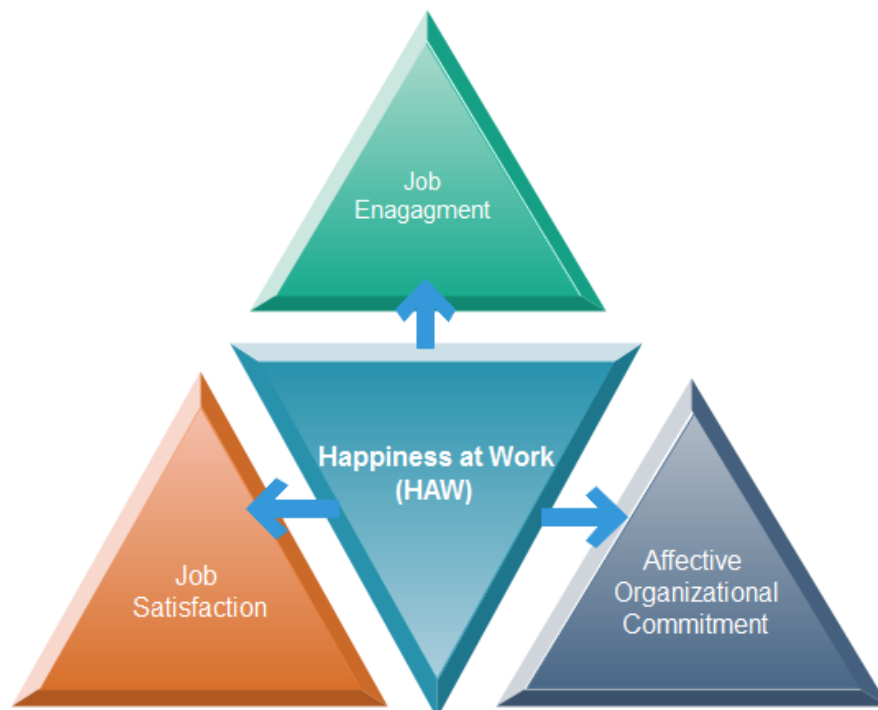 Job
Enagagment
Happiness at Work
(HAW)
Job
Satisfaction
Affective
Organizational
Commitment